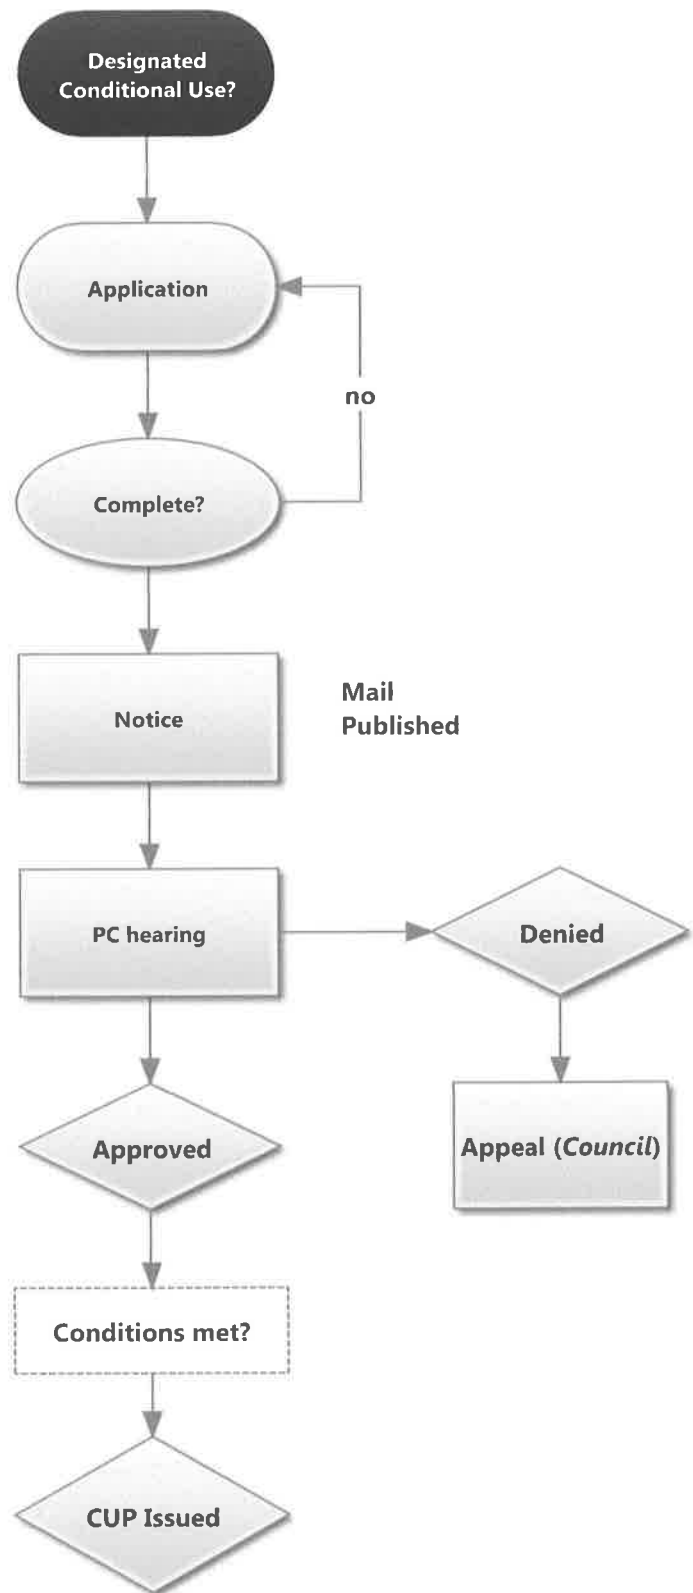 Designated
Conditional Use?
Application
no
Complete?
Notice
Mail
Published
PC hearing
Denied
Approved
Appeal (Council)
Conditions met?
CUP Issued